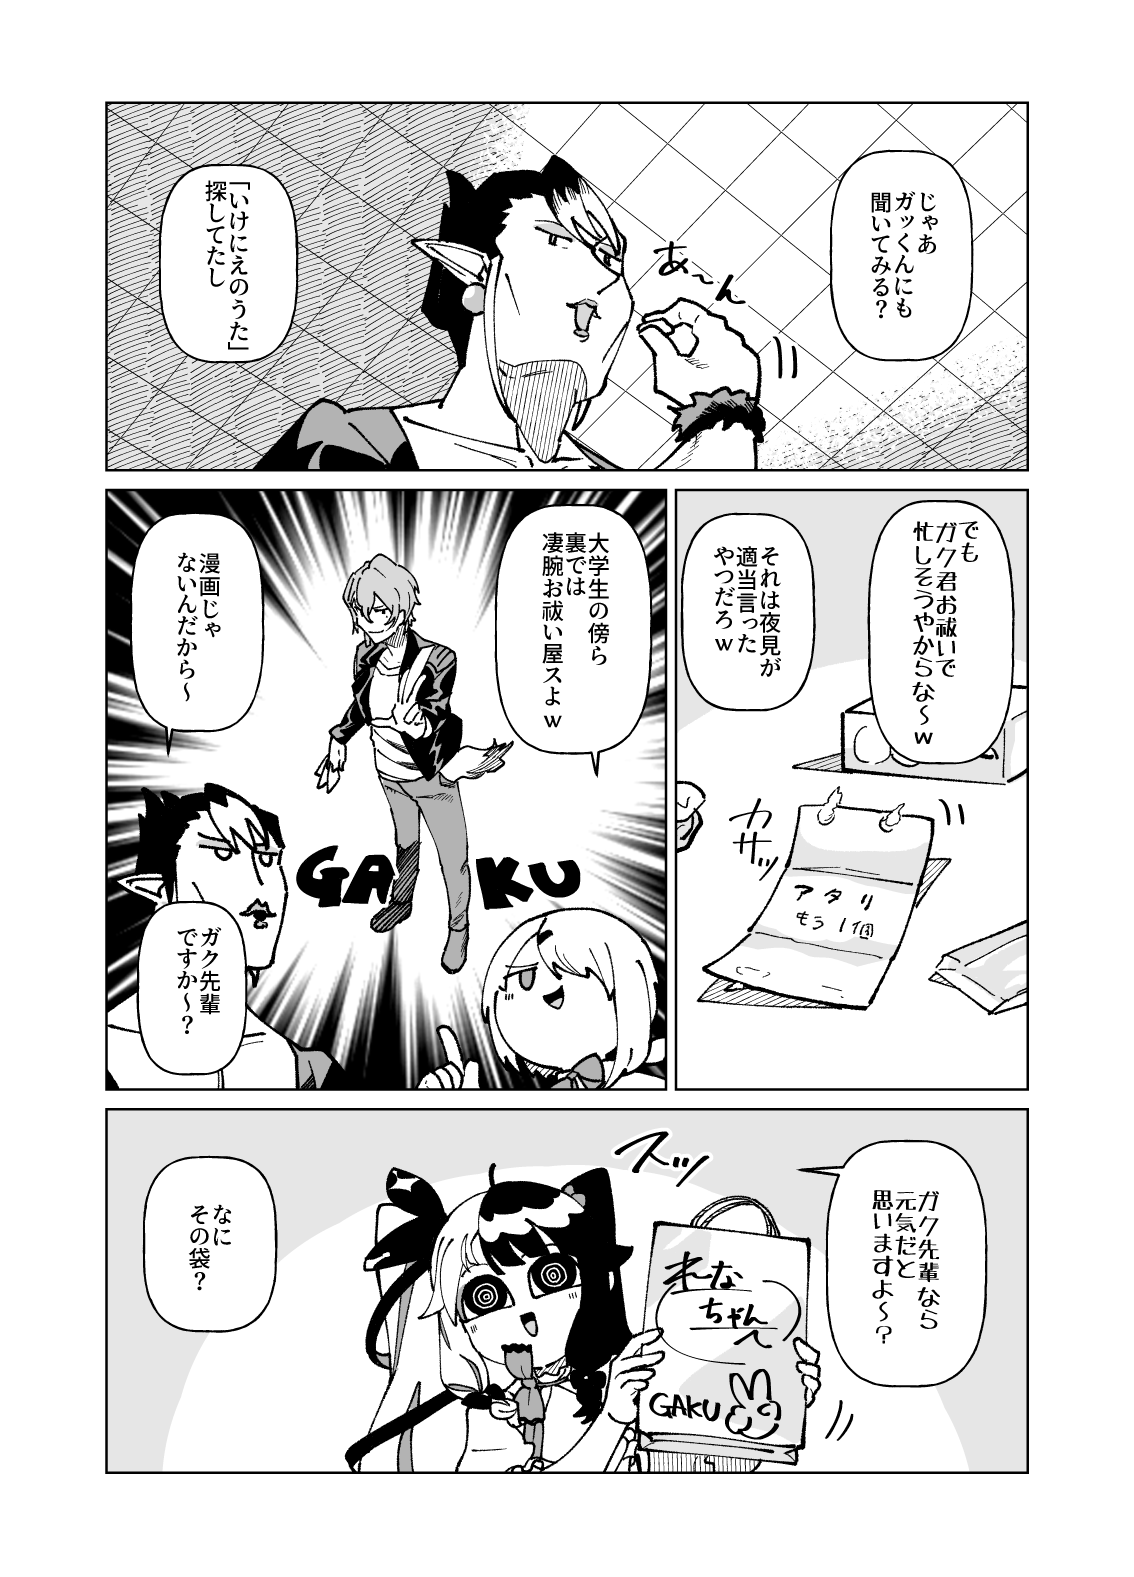 じゃあ
ガッくんにも
聞いてみる？
あ〜ん
「いけにえのうた」
探してたし
でも
ガク君お祓いで
忙しそうやからな〜ｗ
それは夜見が
適当言った
やつだろｗ
カサッ
アタリ
もう1個
大学生の傍ら
裏では
凄腕お祓い屋スよｗ
漫画じゃ
ないんだから〜
GAKU
ガク先輩
ですか〜？
ガク先輩なら
元気だと
思いますよ〜？
スッ
れな
ちゃん
へ
GAKU
なに
その袋？